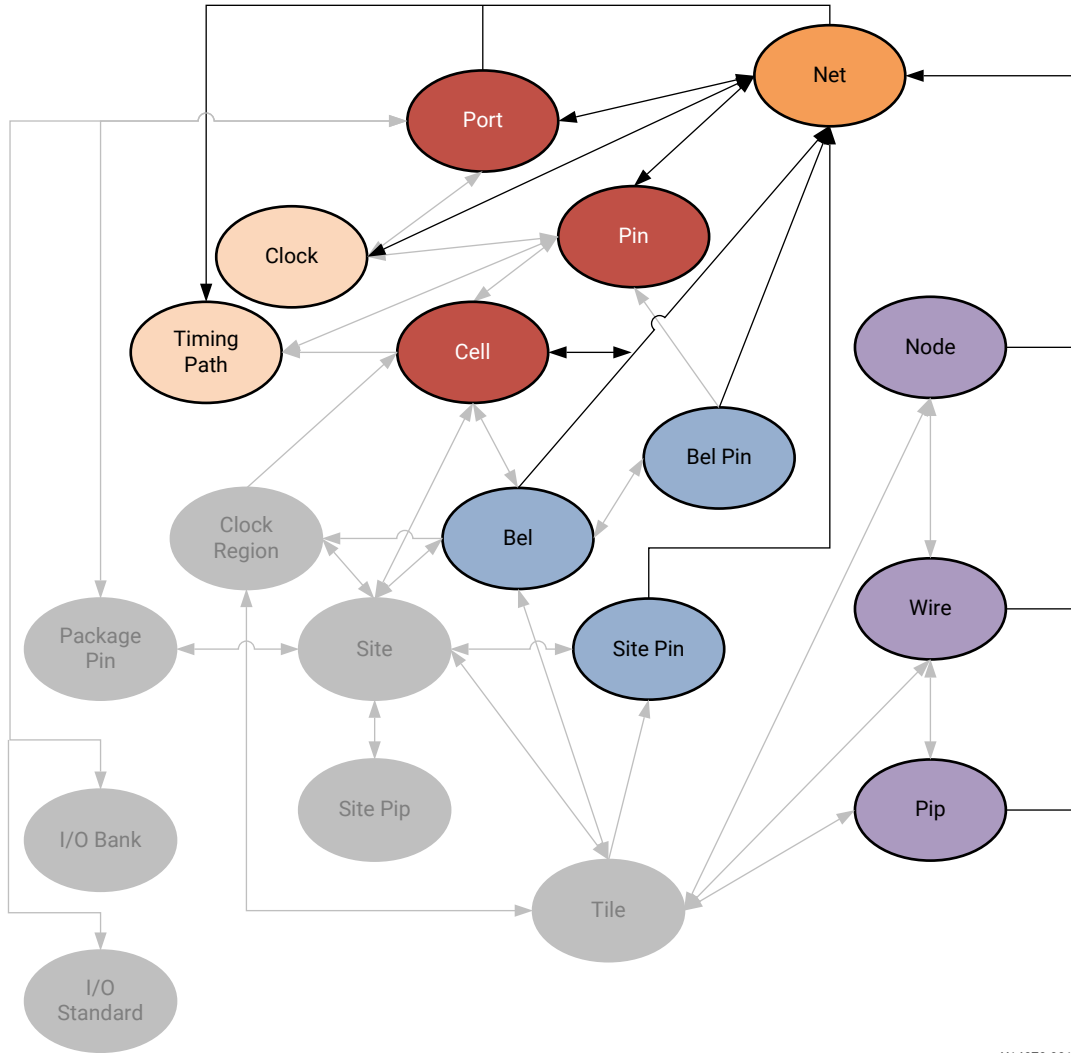 Net
Port
Pin
Clock
Timing
Path
Cell
Node
Bel Pin
Clock
Region
Bel
Package
Pin
Site
Site Pin
Wire
I/O Bank
Site Pip
Pip
Tile
I/O
Standard